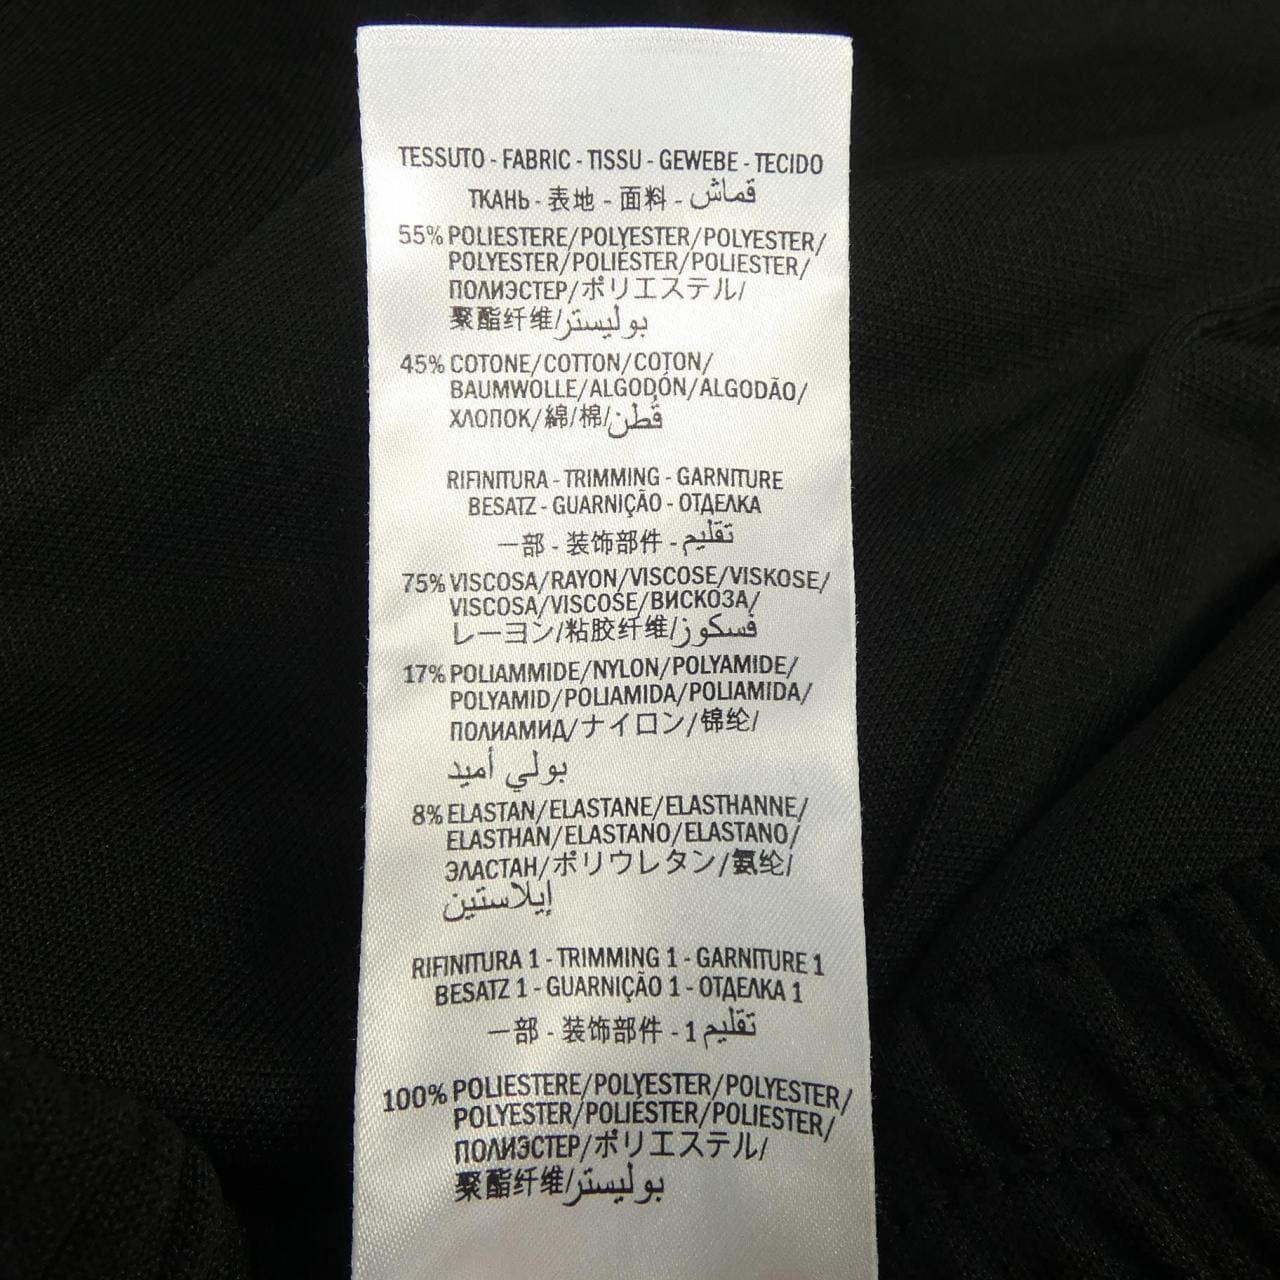 TESSUTO - FABRIC - TISSU - GEWEBE - TECIDO
ТКАНЬ - 表地 - 面料 - قماش
55% POLIESTERE/POLYESTER/POLYESTER/
POLYESTER/POLIÉSTER/POLIESTER/
ПОЛИЭСТЕР/ポリエステル/
聚酯纤维/بوليستر
45% COTONE/COTTON/COTON/
BAUMWOLLE/ALGODÓN/ALGODÃO/
ХЛОПОК/綿/棉/قُطن
RIFINITURA - TRIMMING - GARNITURE
BESATZ - GUARNIÇÃO - ОТДЕЛКА
一部 - 装饰部件 - تقليم
75% VISCOSA/RAYON/VISCOSE/VISKOSE/
VISCOSA/VISCOSE/ВИСКОЗА/
レーヨン/粘胶纤维/فسكوز
17% POLIAMMIDE/NYLON/POLYAMIDE/
POLYAMID/POLIAMIDA/POLIAMIDA/
ПОЛИАМИД/ナイロン/锦纶/
بولي أميد
8% ELASTAN/ELASTANE/ELASTHANNE/
ELASTHAN/ELASTANO/ELASTANO/
ЭЛАСТАН/ポリウレタン/氨纶/
إيلاستين
RIFINITURA 1 - TRIMMING 1 - GARNITURE 1
BESATZ 1 - GUARNIÇÃO 1 - ОТДЕЛКА 1
一部 - 装饰部件 - 1 تقليم
100% POLIESTERE/POLYESTER/POLYESTER/
POLYESTER/POLIÉSTER/POLIESTER/
ПОЛИЭСТЕР/ポリエステル/
聚酯纤维/بوليستر